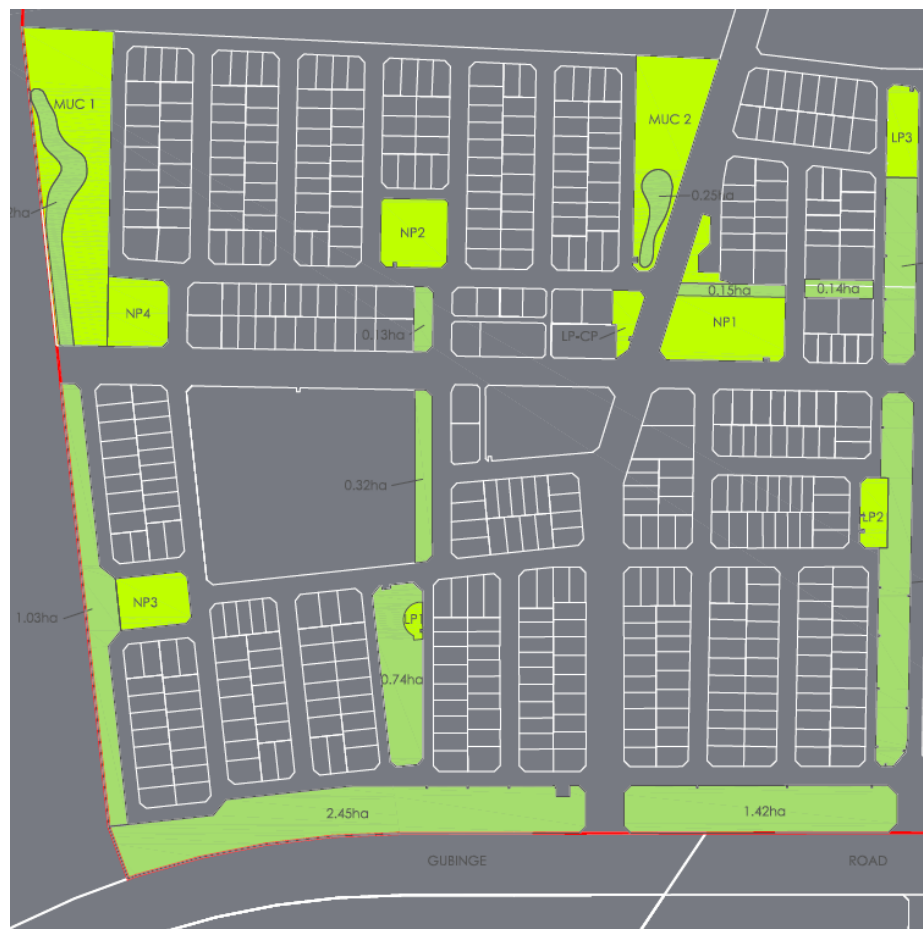 MUC 1
MUC 2
LP3
0.25ha
NP2
0.15ha
0.14ha
NP4
0.13ha
LP-CP
NP1
0.32ha
LP2
NP3
1.03ha
LP1
0.74ha
2.45ha
1.42ha
GUBINGE ROAD